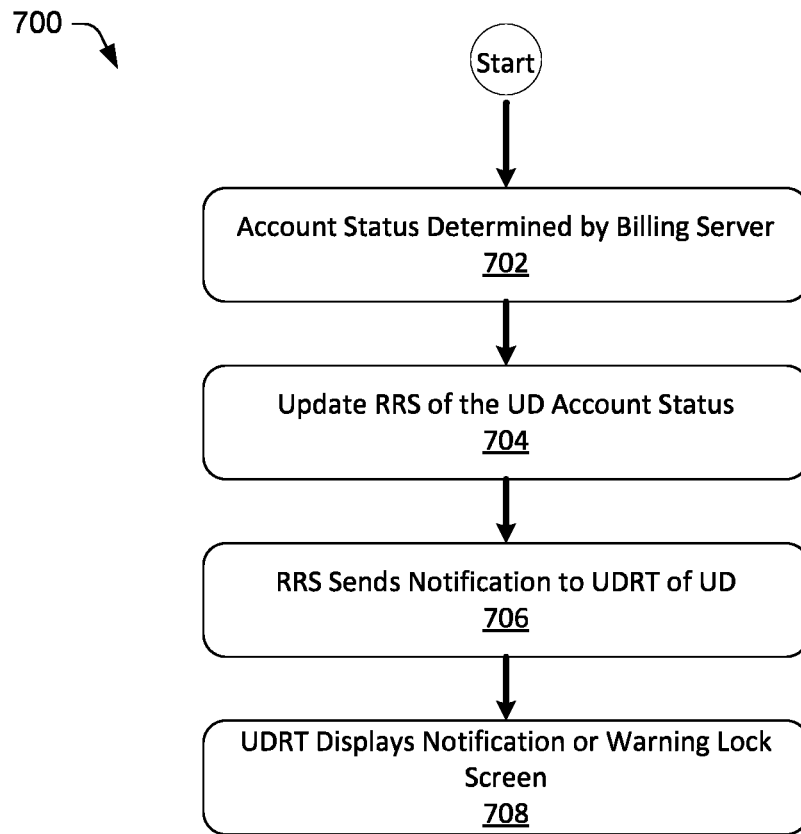 700
Start
Account Status Determined by Billing Server
702
Update RRS of the UD Account Status
704
RRS Sends Notification to UDRT of UD
706
UDRT Displays Notification or Warning Lock
Screen
708